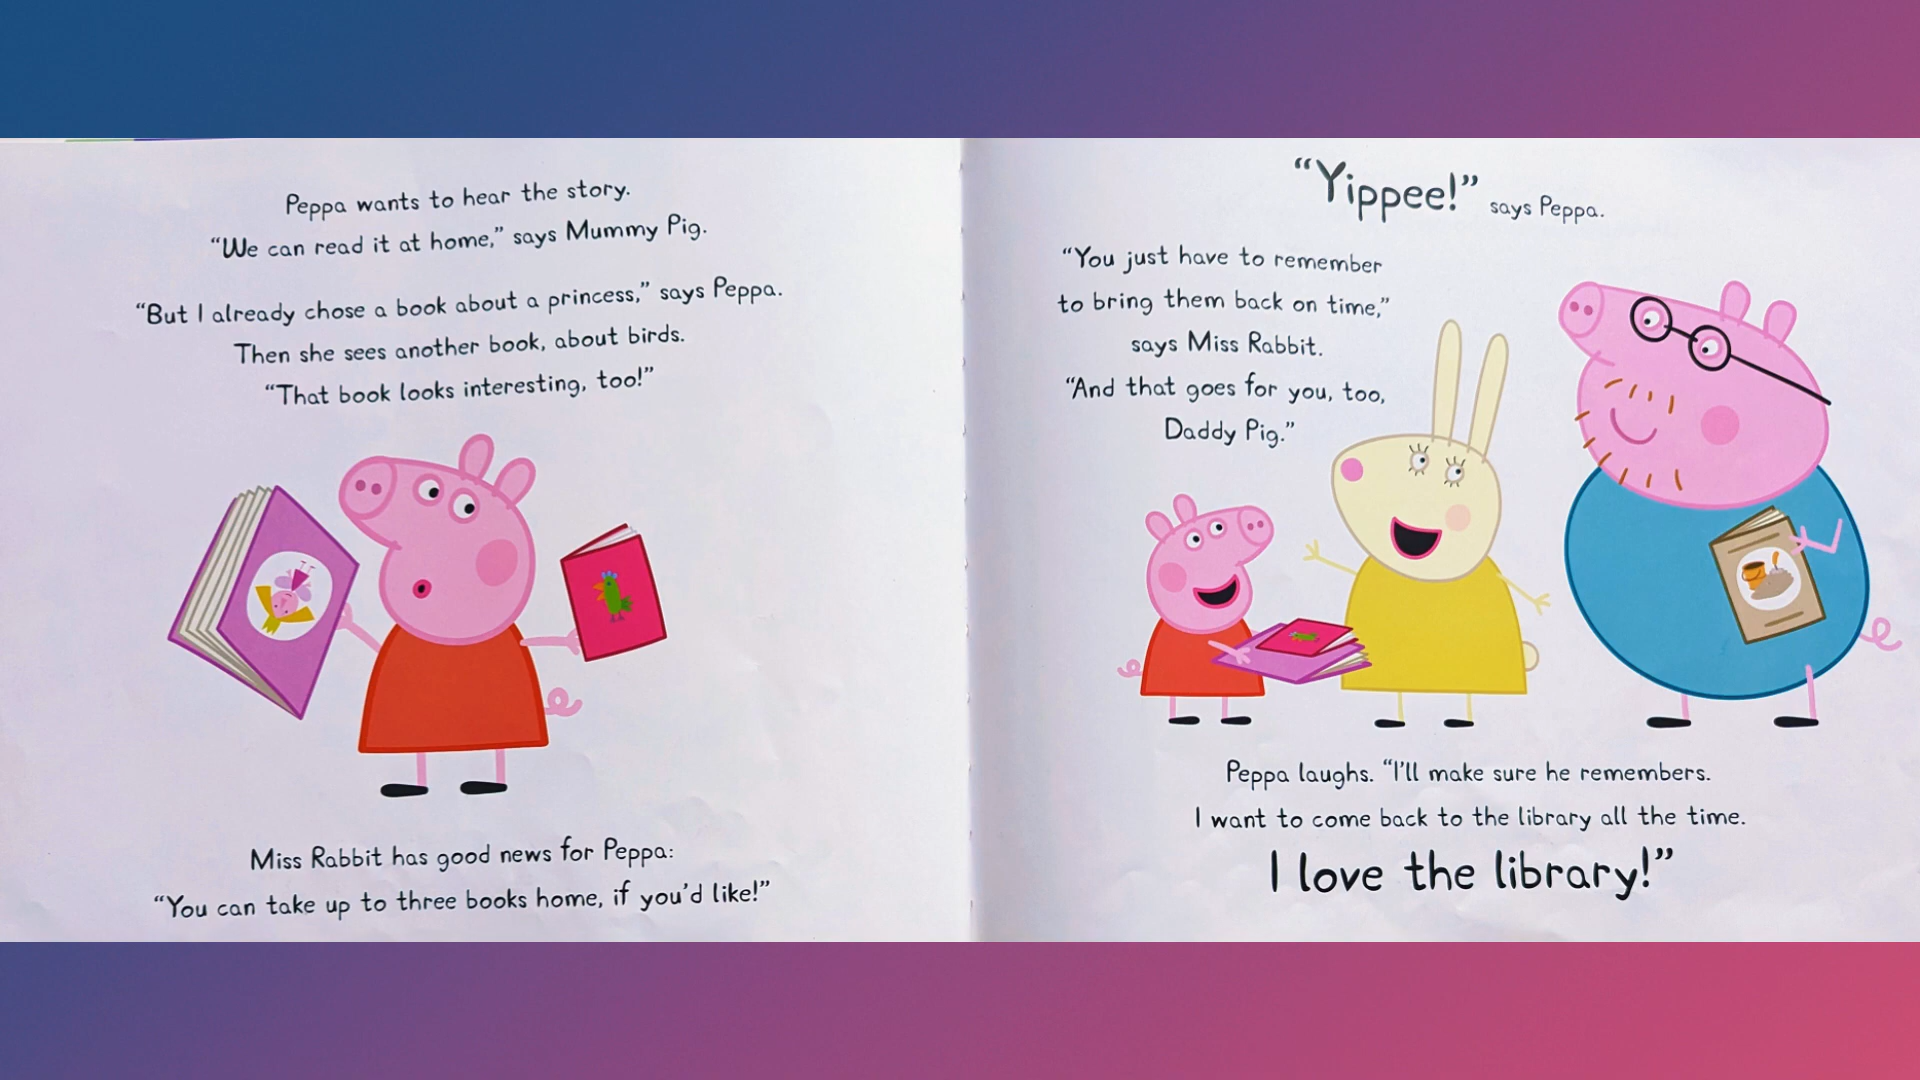 Peppa wants to hear the story.
“We can read it at home,” says Mummy Pig.
“But I already chose a book about a princess,” says Peppa.
Then she sees another book, about birds.
“That book looks interesting, too!”
Miss Rabbit has good news for Peppa:
“You can take up to three books home, if you’d like!”
“Yippee!” says Peppa.
“You just have to remember
to bring them back on time,”
says Miss Rabbit.
“And that goes for you, too,
Daddy Pig.”
Peppa laughs. “I’ll make sure he remembers.
I want to come back to the library all the time.
I love the library!”